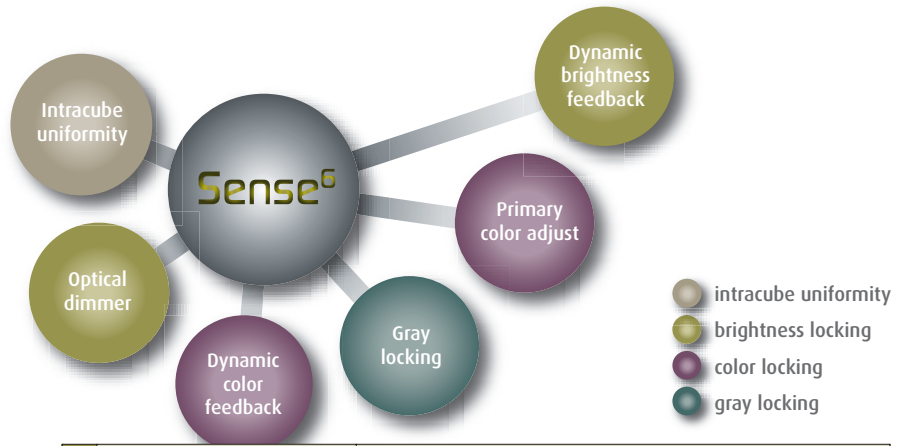 Dynamic
brightness
feedback
Intracube
uniformity
Sense⁶
Primary
color adjust
Optical
dimmer
Gray
locking
Dynamic
color
feedback
intracube uniformity
brightness locking
color locking
gray locking